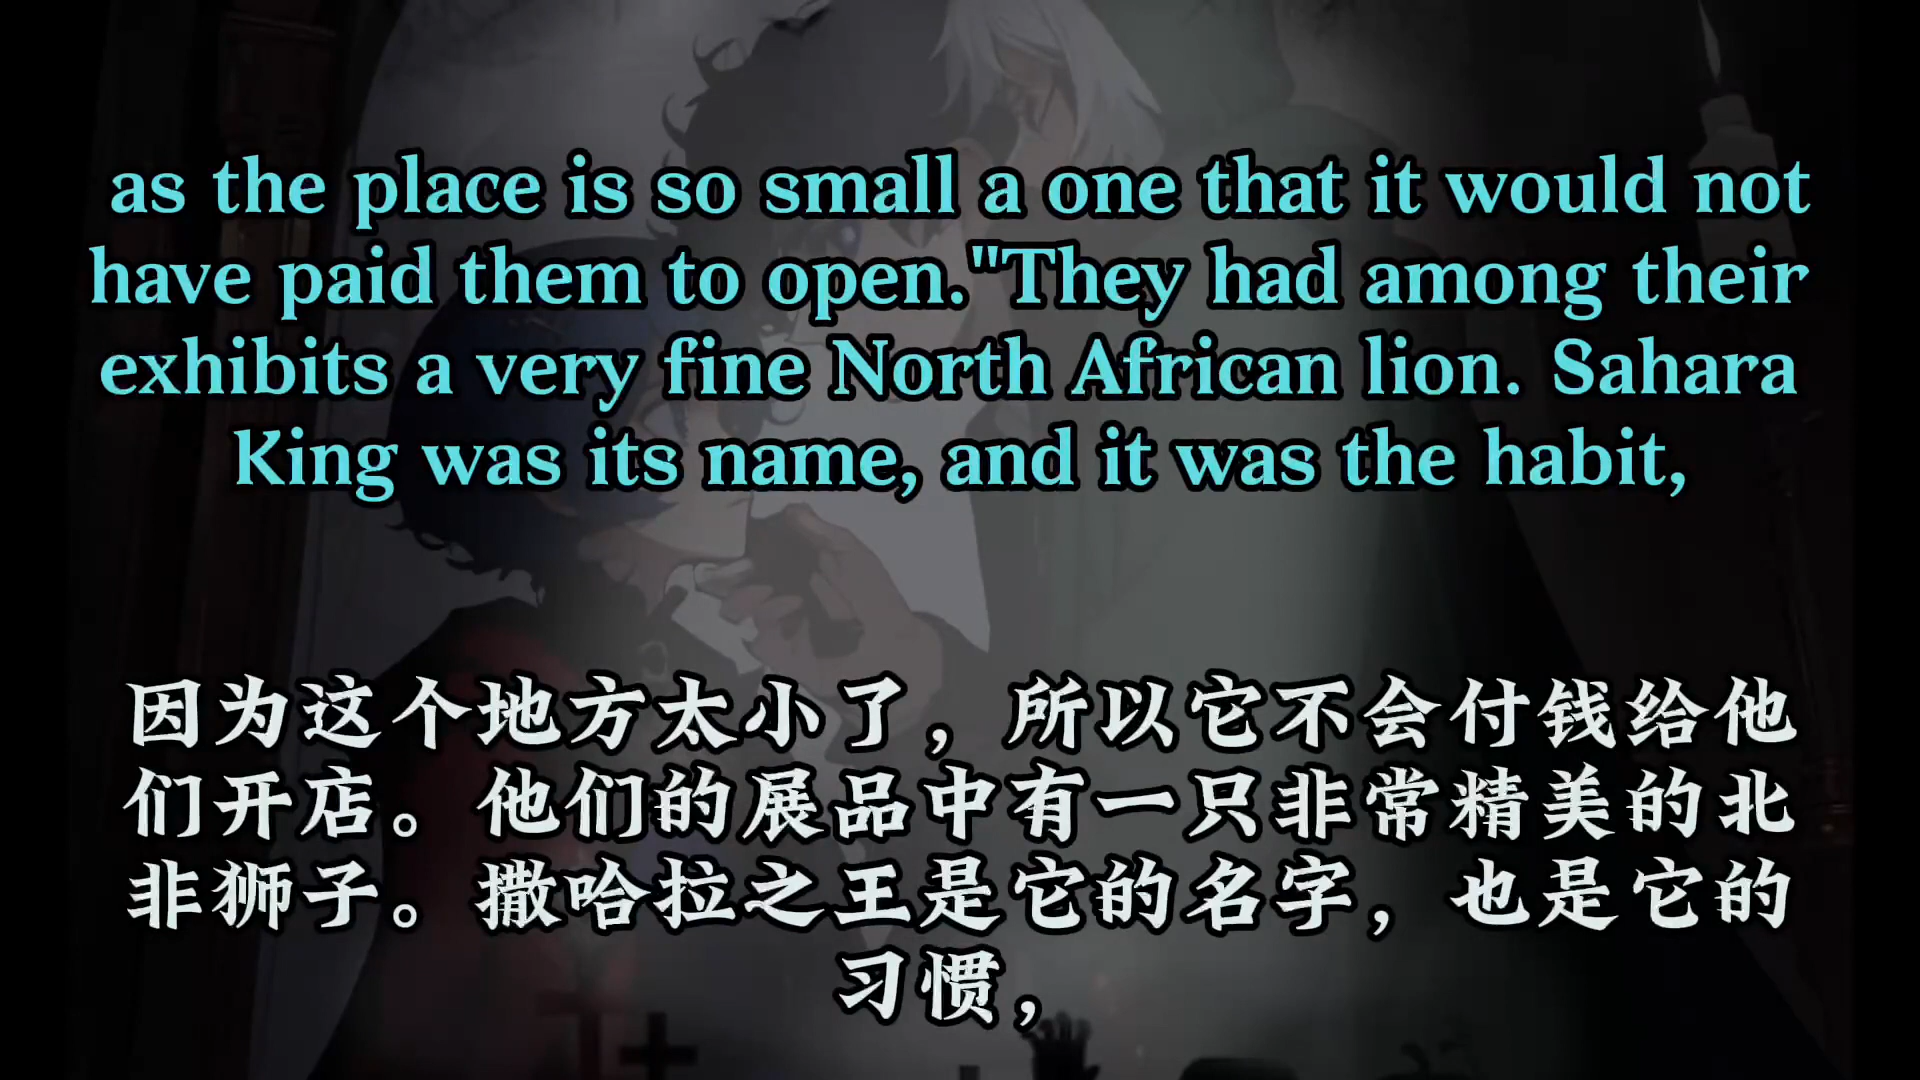 as the place is so small a one that it would not
have paid them to open."They had among their
exhibits a very fine North African lion. Sahara
King was its name, and it was the habit,
因为这个地方太小了，所以它不会付钱给他
们开店。他们的展品中有一只非常精美的北
非狮子。撒哈拉之王是它的名字，也是它的
习惯，